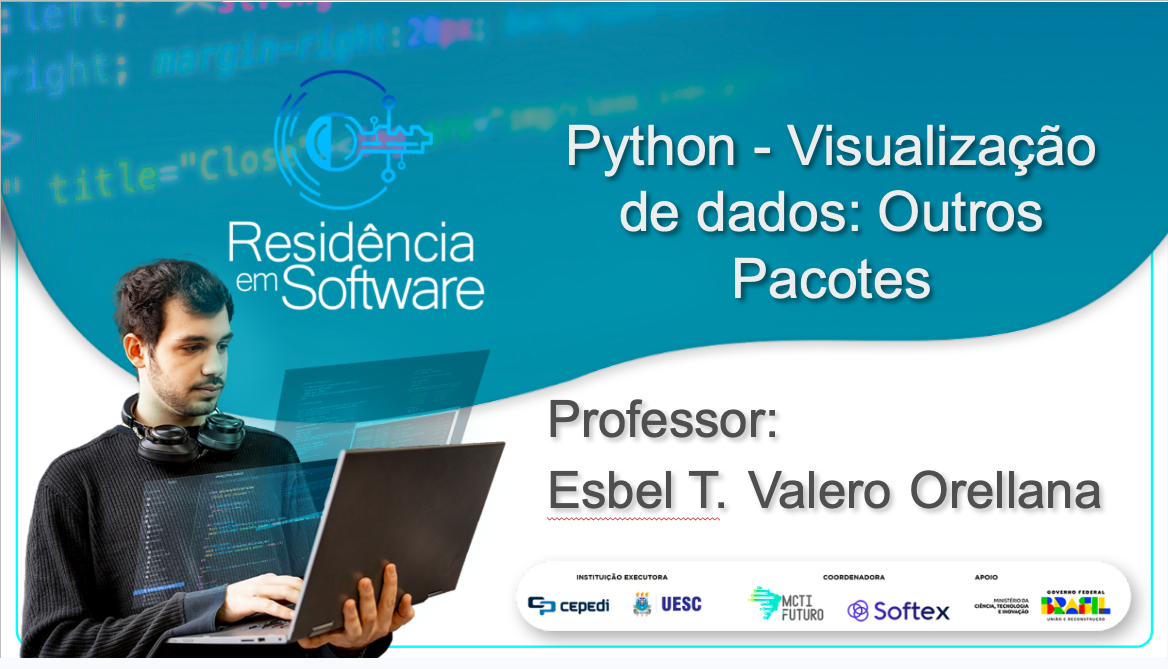 :left; ><strong
right; margin-right:20px;
>
" title="Close"
Residência
em Software
Python - Visualização
de dados: Outros
Pacotes
Professor:
Esbel T. Valero Orellana
INSTITUIÇÃO EXECUTORA
COORDENADORA
APOIO
cepedi
UESC
MCTI
FUTURO
Softex
MINISTÉRIO DA
CIÊNCIA, TECNOLOGIA
E INOVAÇÃO
GOVERNO FEDERAL
BRASIL
UNIÃO E RECONSTRUÇÃO